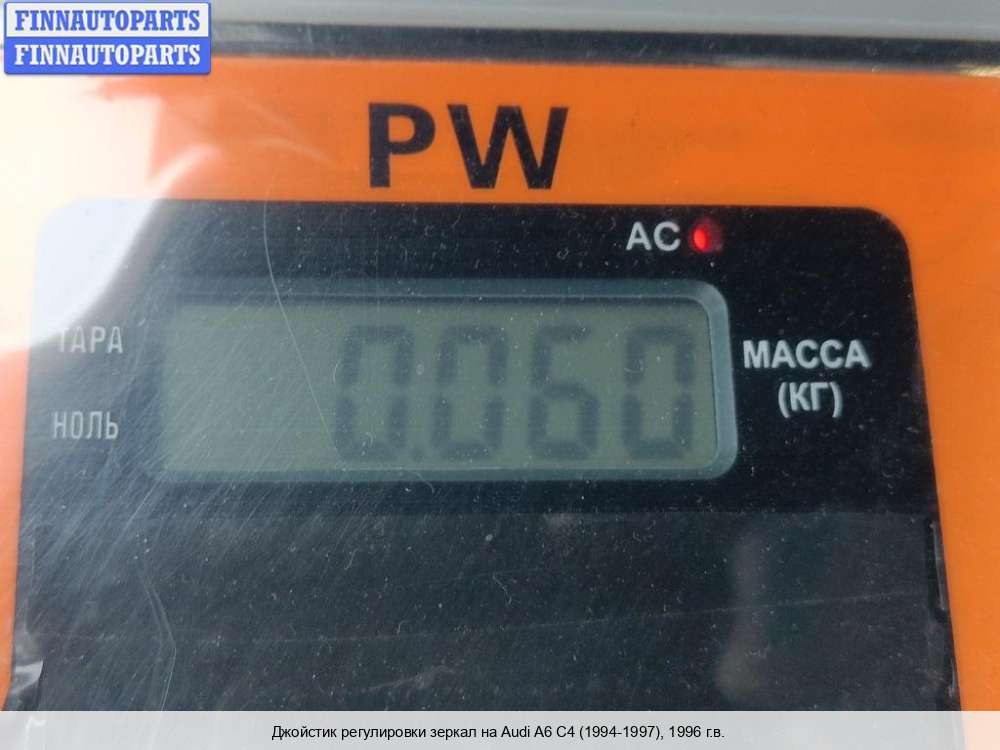 FINNAUTOPARTS
FINNAUTOPARTS
PW
AC
ТАРА
0.060
МАССА
(КГ)
НОЛЬ
Джойстик регулировки зеркал на Audi A6 C4 (1994-1997), 1996 г.в.